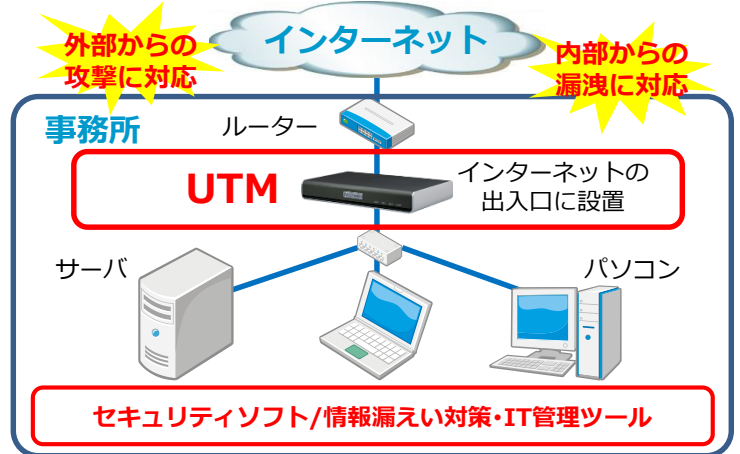 外部からの
攻撃に対応
インターネット
内部からの
漏洩に対応
事務所
ルーター
UTM
インターネットの
出入口に設置
サーバ
パソコン
セキュリティソフト/情報漏えい対策・IT管理ツール